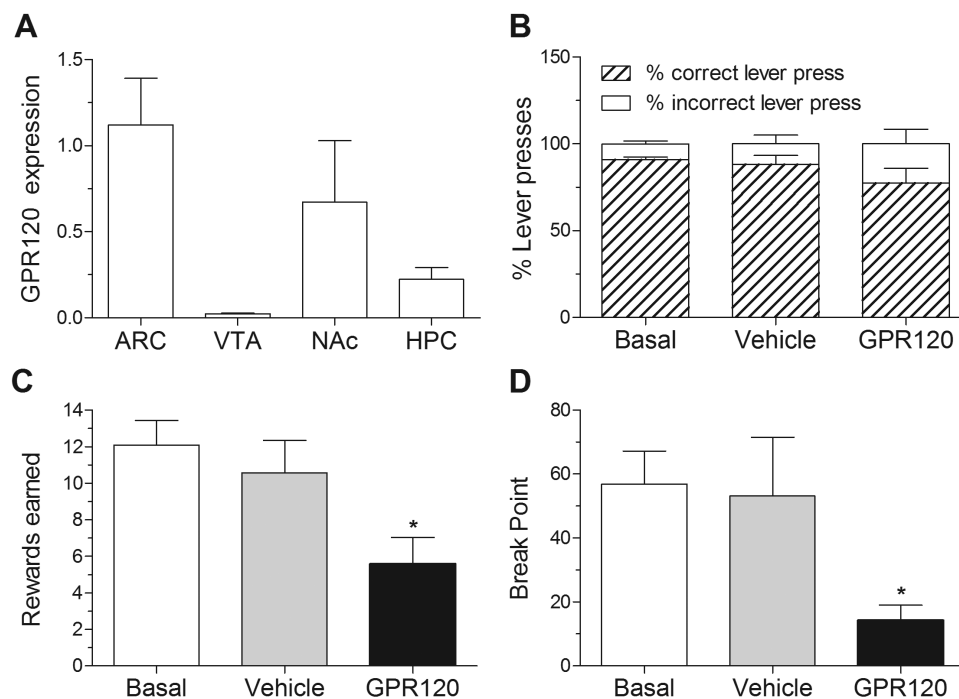 A
GPR120 expression
1.5
1.0
0.5
0.0
ARC VTA NAc HPC
B
% Lever presses
150
100
50
0
% correct lever press
% incorrect lever press
Basal Vehicle GPR120
C
Rewards earned
14
12
10
8
6
4
2
0
*
Basal Vehicle GPR120
D
Break Point
80
60
40
20
0
*
Basal Vehicle GPR120